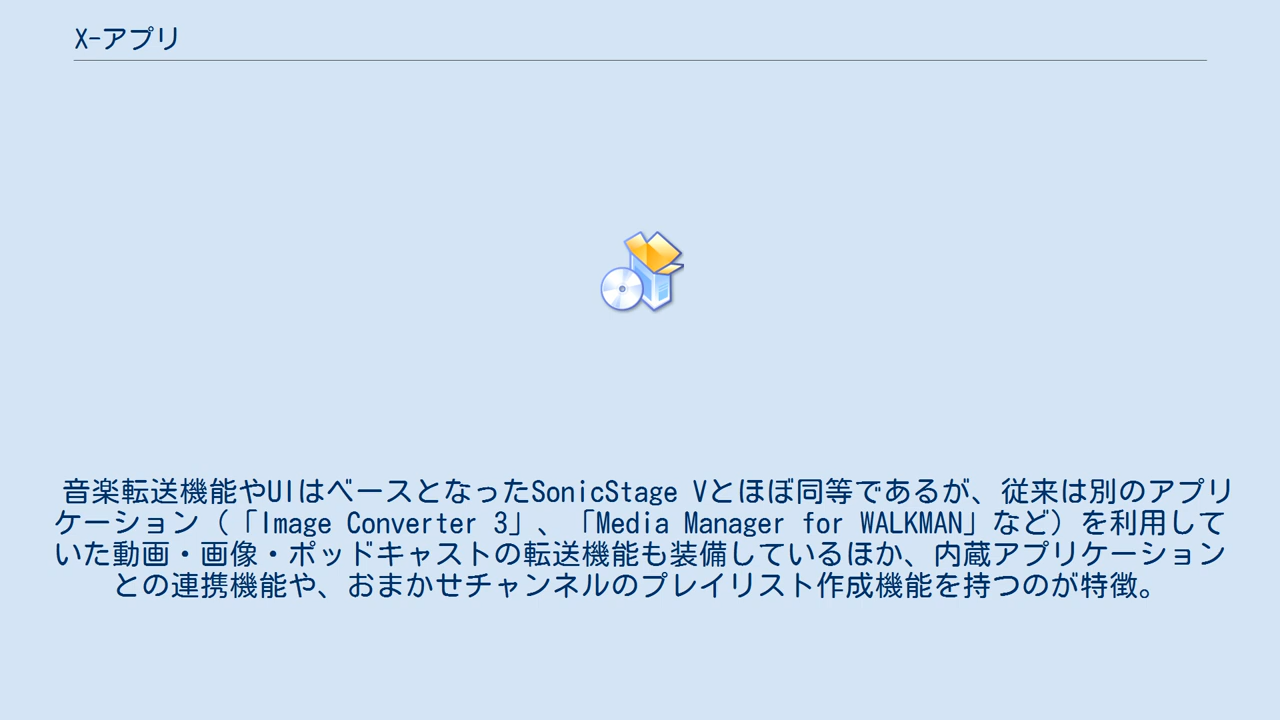 X-アプリ
音楽転送機能やUIはベースとなったSonicStage Vとほぼ同等であるが、従来は別のアプリ
ケーション（「Image Converter 3」、「Media Manager for WALKMAN」など）を利用して
いた動画・画像・ポッドキャストの転送機能も装備しているほか、内蔵アプリケーション
との連携機能や、おまかせチャンネルのプレイリスト作成機能を持つのが特徴。